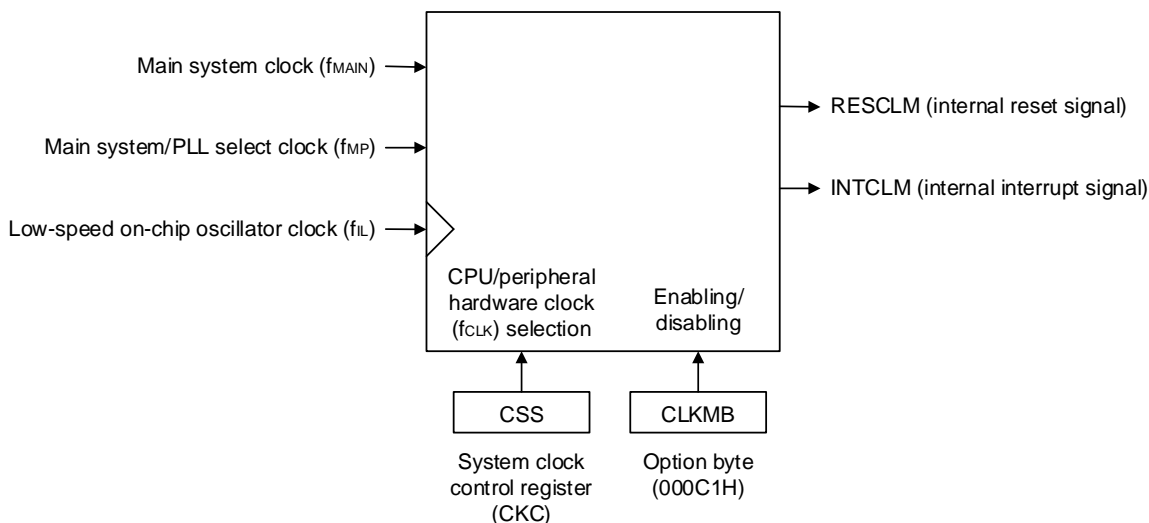 Main system clock (fMAIN)
RESCLM (internal reset signal)
Main system/PLL select clock (fMP)
INTCLM (internal interrupt signal)
Low-speed on-chip oscillator clock (fIL)
CPU/peripheral
hardware clock
(fCLK) selection
Enabling/
disabling
CSS
CLKMB
System clock
control register
(CKC)
Option byte
(000C1H)